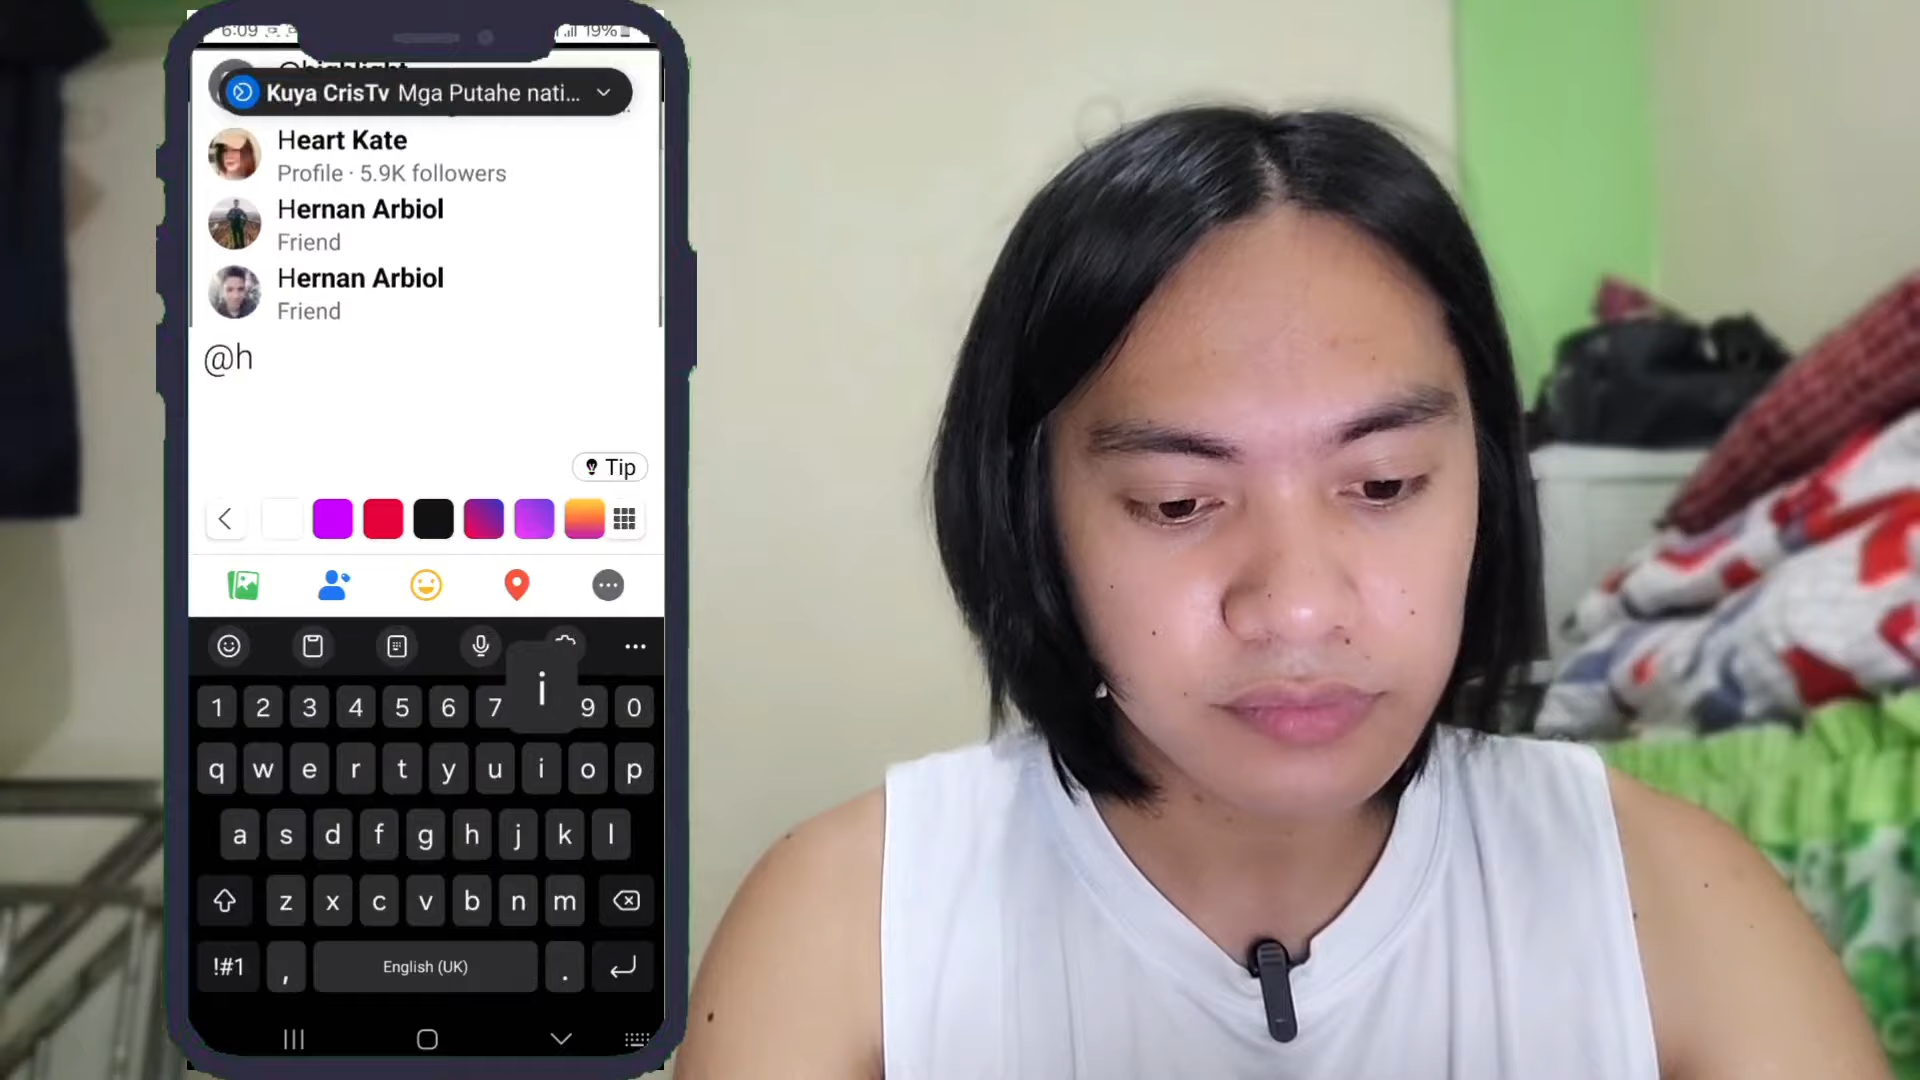 6:09
19%
@highlight
Kuya CrisTv Mga Putahe nati...
Heart Kate
Profile · 5.9K followers
Hernan Arbiol
Friend
Hernan Arbiol
Friend
@h
Tip
i
1 2 3 4 5 6 7 9 0
q w e r t y u i o p
a s d f g h j k l
z x c v b n m
!#1 , English (UK) .